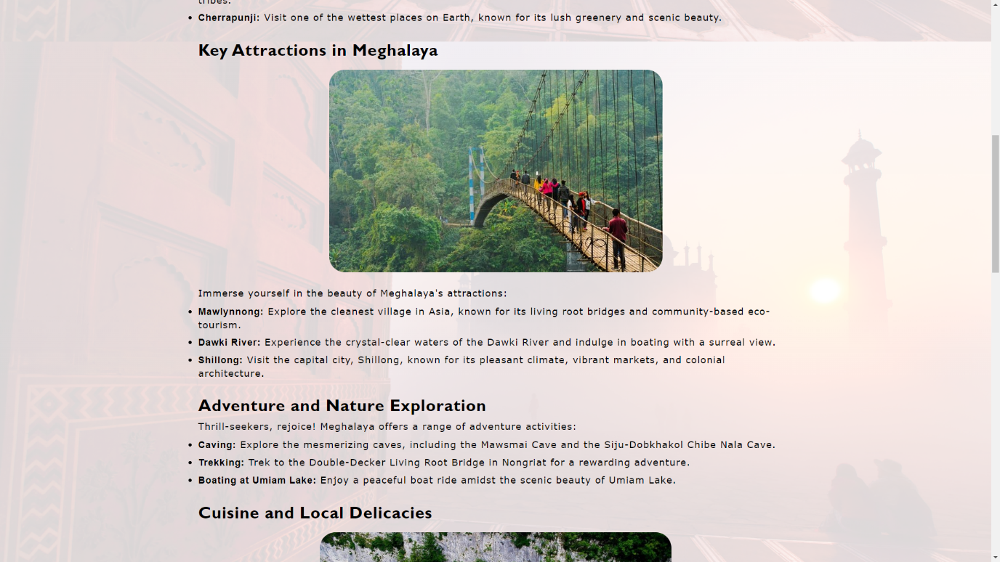 tribes.
Cherrapunji: Visit one of the wettest places on Earth, known for its lush greenery and scenic beauty.
Key Attractions in Meghalaya
Immerse yourself in the beauty of Meghalaya's attractions:
Mawlynnong: Explore the cleanest village in Asia, known for its living root bridges and community-based eco-
tourism.
Dawki River: Experience the crystal-clear waters of the Dawki River and indulge in boating with a surreal view.
Shillong: Visit the capital city, Shillong, known for its pleasant climate, vibrant markets, and colonial
architecture.
Adventure and Nature Exploration
Thrill-seekers, rejoice! Meghalaya offers a range of adventure activities:
Caving: Explore the mesmerizing caves, including the Mawsmai Cave and the Siju-Dobkhakol Chibe Nala Cave.
Trekking: Trek to the Double-Decker Living Root Bridge in Nongriat for a rewarding adventure.
Boating at Umiam Lake: Enjoy a peaceful boat ride amidst the scenic beauty of Umiam Lake.
Cuisine and Local Delicacies